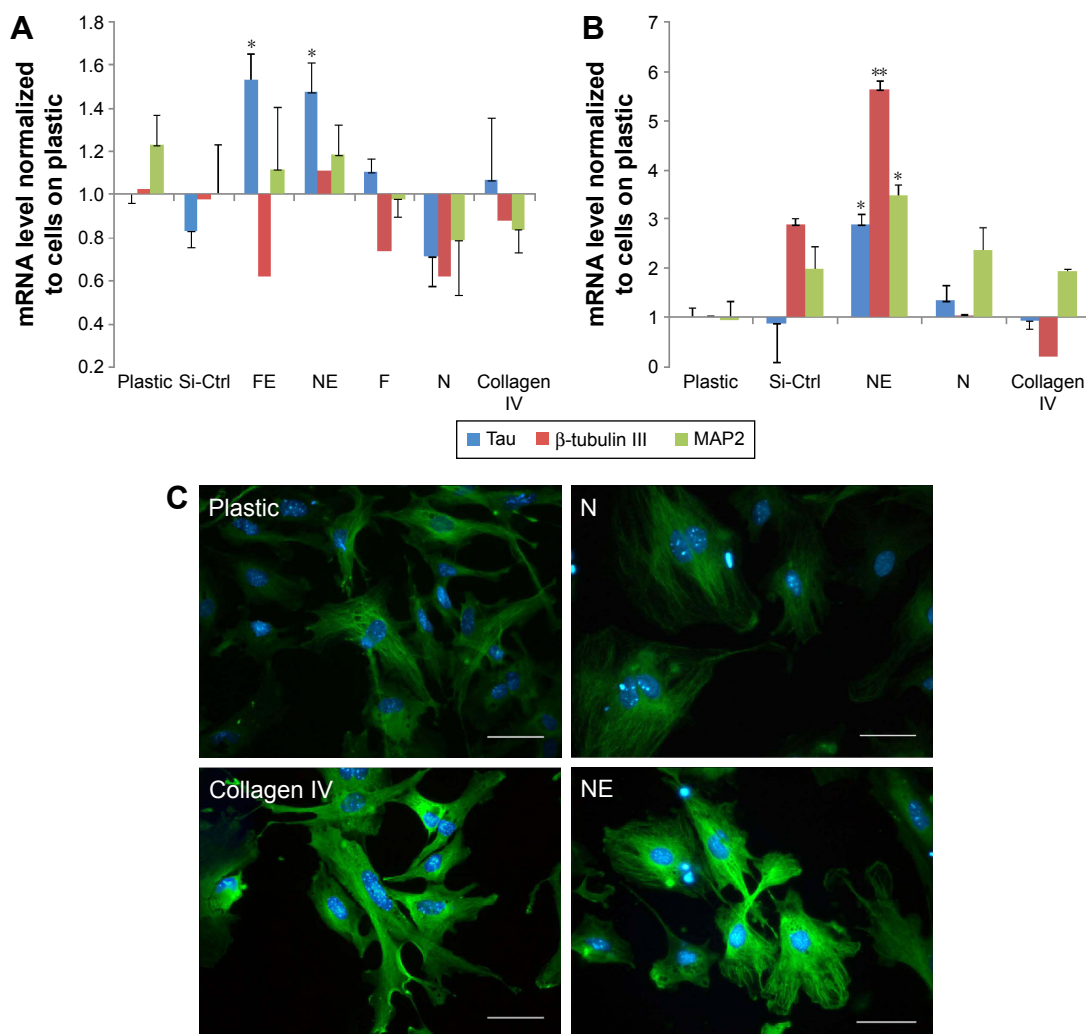 A
mRNA level normalized
to cells on plastic
1.8
1.6
1.4
1.2
1.0
0.8
0.6
0.4
0.2
* *
Plastic Si-Ctrl FE NE F N Collagen
IV
B
mRNA level normalized
to cells on plastic
7
6
5
4
3
2
1
0
**
* *
Plastic Si-Ctrl NE N Collagen
IV
Tau β-tubulin III MAP2
C
Plastic
N
Collagen IV
NE